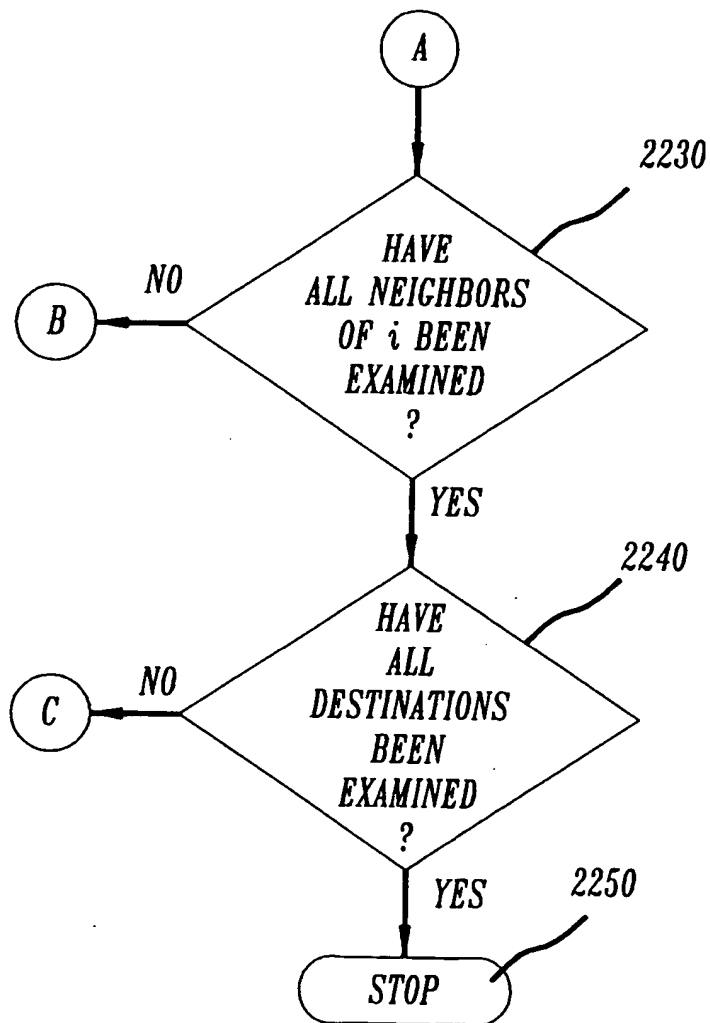 A
2230
HAVE
ALL NEIGHBORS
OF i BEEN
EXAMINED
?
NO
B
YES
2240
HAVE
ALL
DESTINATIONS
BEEN
EXAMINED
?
NO
C
YES
2250
STOP